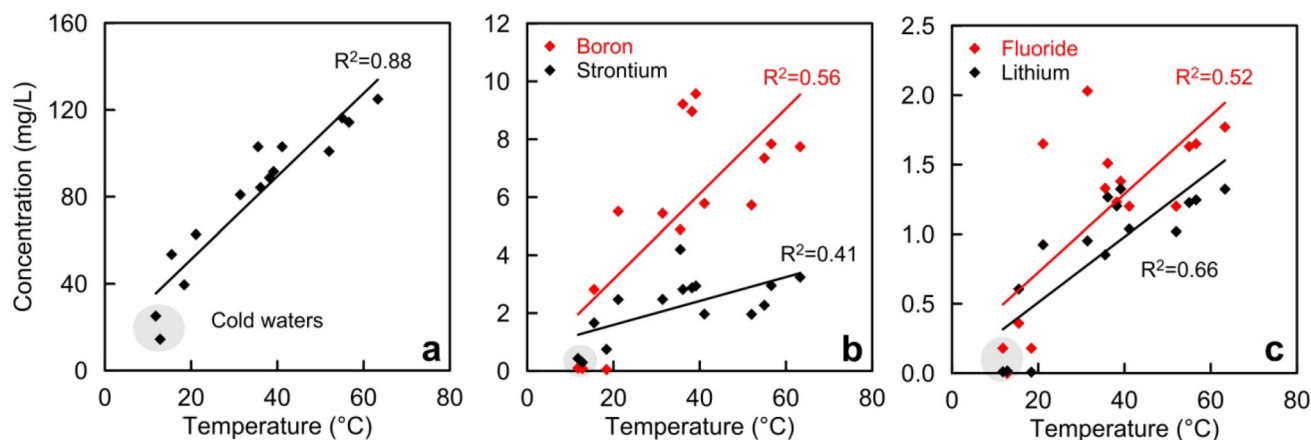 Concentration (mg/L)
160
120
80
40
0
R²=0.88
Cold waters
a
0 20 40 60 80
Temperature (°C)
12
10
8
6
4
2
0
Boron
Strontium
R²=0.56
R²=0.41
b
0 20 40 60 80
Temperature (°C)
2.5
2.0
1.5
1.0
0.5
0.0
Fluoride
Lithium
R²=0.52
R²=0.66
c
0 20 40 60 80
Temperature (°C)